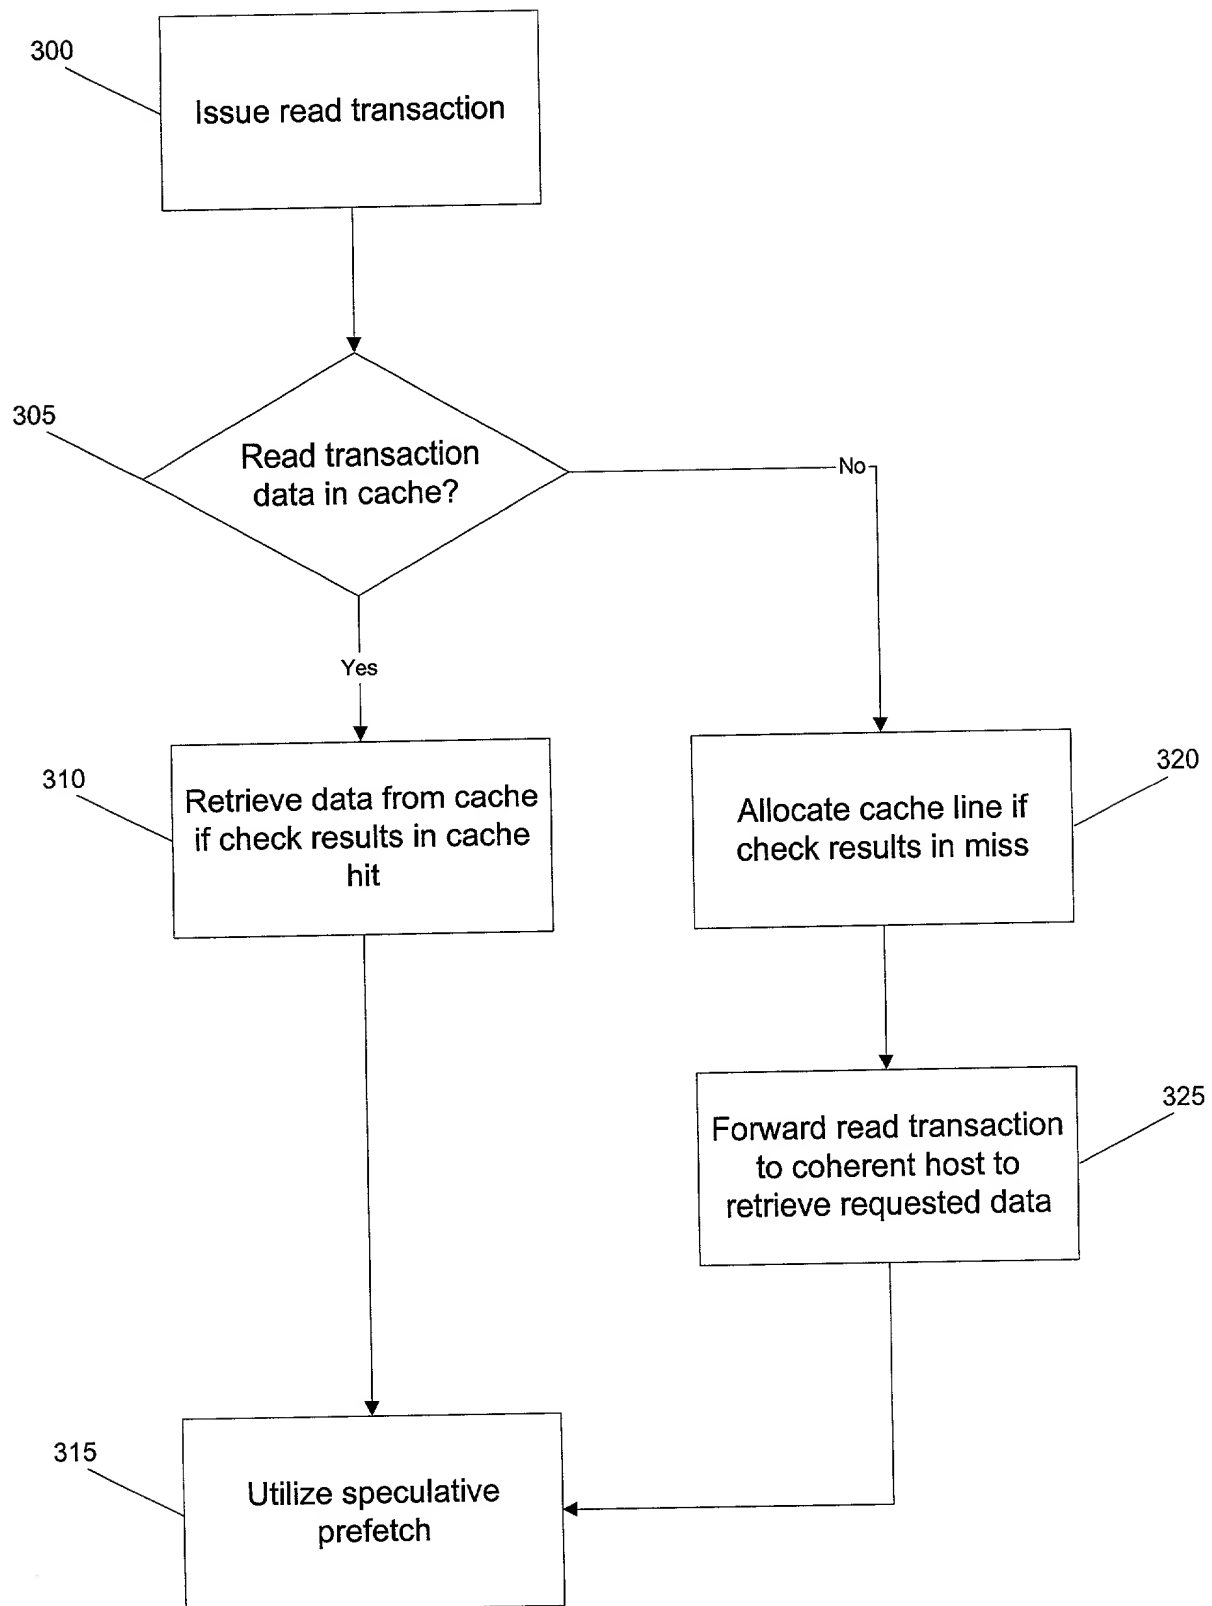 300
Issue read transaction
305
Read transaction
data in cache?
No
Yes
310
Retrieve data from cache
if check results in cache
hit
320
Allocate cache line if
check results in miss
325
Forward read transaction
to coherent host to
retrieve requested data
315
Utilize speculative
prefetch